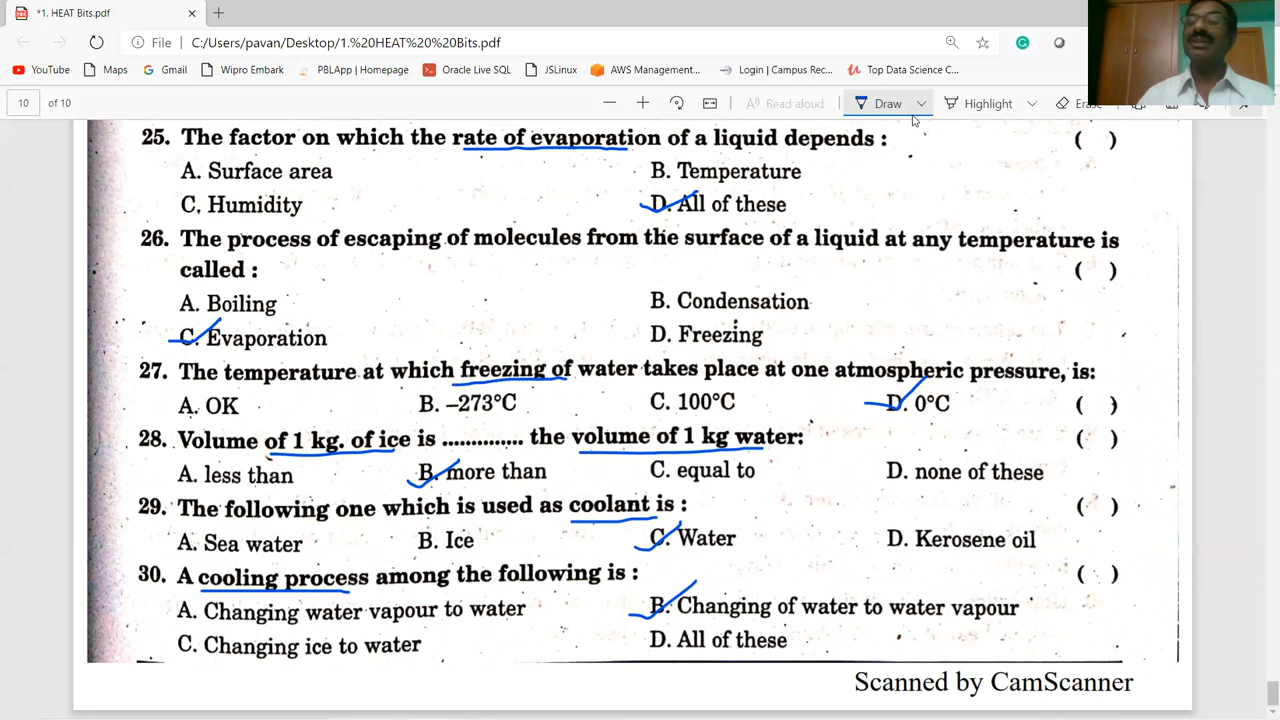 *1. HEAT Bits.pdf
File C:/Users/pavan/Desktop/1.%20HEAT%20%20Bits.pdf
YouTube Maps Gmail Wipro Embark PBLApp | Homepage Oracle Live SQL JSLinux AWS Management... Login | Campus Rec... Top Data Science C...
10 of 10 Read aloud Draw Highlight
25. The factor on which the rate of evaporation of a liquid depends : ( )
A. Surface area B. Temperature
C. Humidity D. All of these
26. The process of escaping of molecules from the surface of a liquid at any temperature is
called : ( )
A. Boiling B. Condensation
C. Evaporation D. Freezing
27. The temperature at which freezing of water takes place at one atmospheric pressure, is:
A. OK B. –273°C C. 100°C D. 0°C ( )
28. Volume of 1 kg. of ice is .............. the volume of 1 kg water: ( )
A. less than B. more than C. equal to D. none of these
29. The following one which is used as coolant is : ( )
A. Sea water B. Ice C. Water D. Kerosene oil
30. A cooling process among the following is : ( )
A. Changing water vapour to water B. Changing of water to water vapour
C. Changing ice to water D. All of these
Scanned by CamScanner